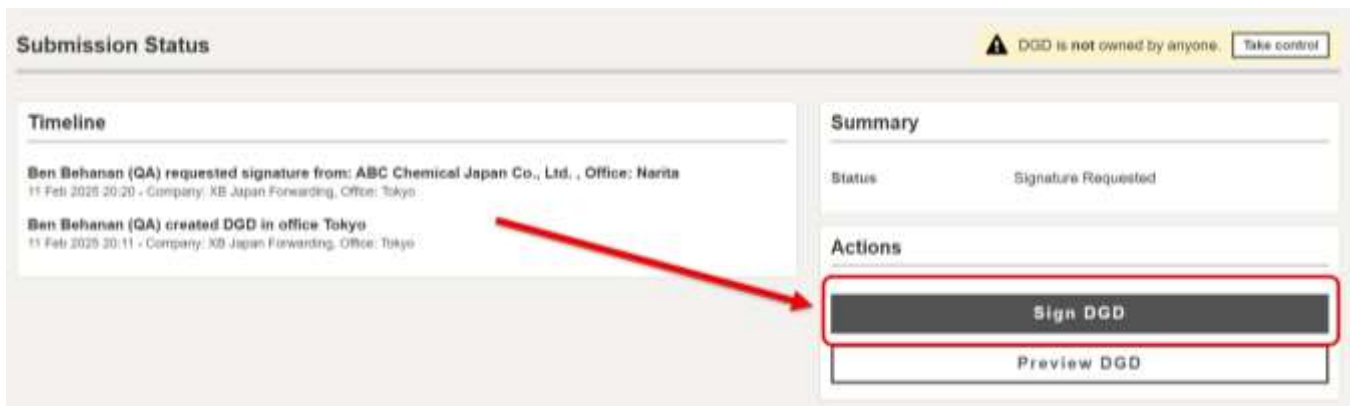 Submission Status
DGD is not owned by anyone. Take control
Timeline
Ben Behanan (QA) requested signature from: ABC Chemical Japan Co., Ltd. , Office: Narita
11 Feb 2025 20:20 - Company: XB Japan Forwarding, Office: Tokyo
Ben Behanan (QA) created DGD in office Tokyo
11 Feb 2025 20:11 - Company: XB Japan Forwarding, Office: Tokyo
Summary
Status Signature Requested
Actions
Sign DGD
Preview DGD